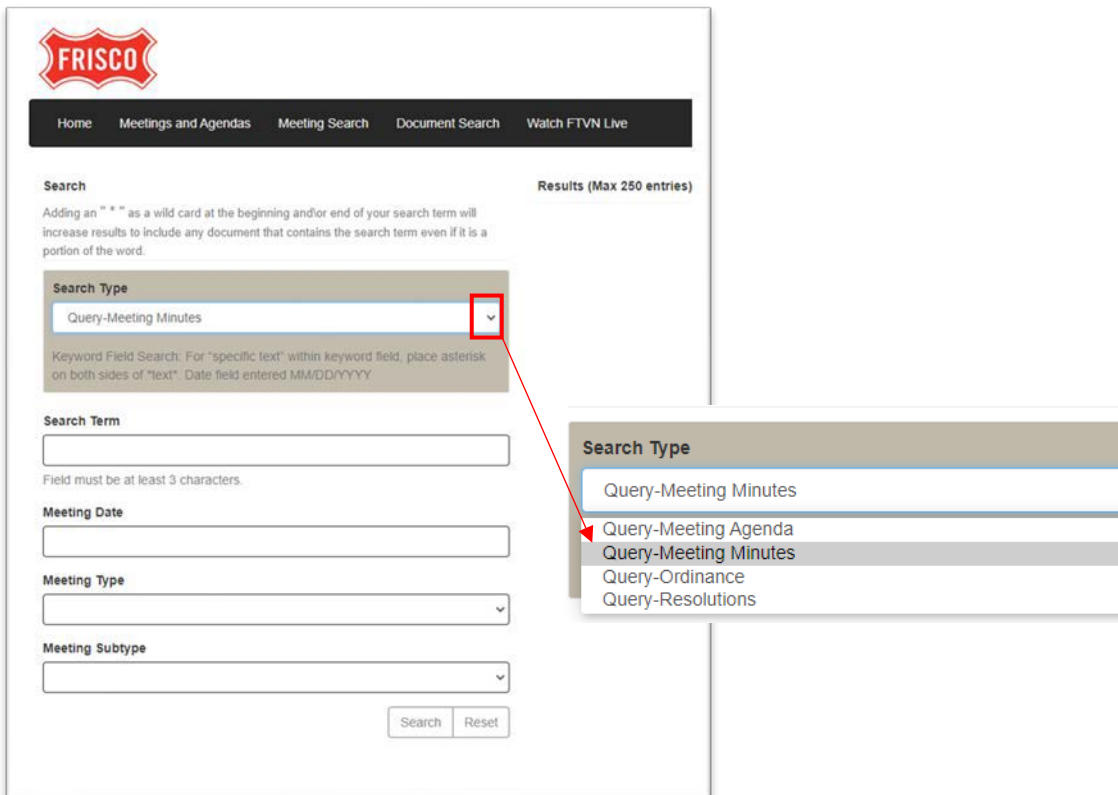 FRISCO
Home Meetings and Agendas Meeting Search Document Search Watch FTVN Live
Search
Adding an " * " as a wild card at the beginning and\or end of your search term will
increase results to include any document that contains the search term even if it is a
portion of the word.
Search Type
Query-Meeting Minutes
Keyword Field Search: For "specific text" within keyword field, place asterisk
on both sides of *text*. Date field entered MM/DD/YYYY
Search Term
Field must be at least 3 characters.
Meeting Date
Meeting Type
Meeting Subtype
Search Reset
Results (Max 250 entries)
Search Type
Query-Meeting Minutes
Query-Meeting Agenda
Query-Meeting Minutes
Query-Ordinance
Query-Resolutions